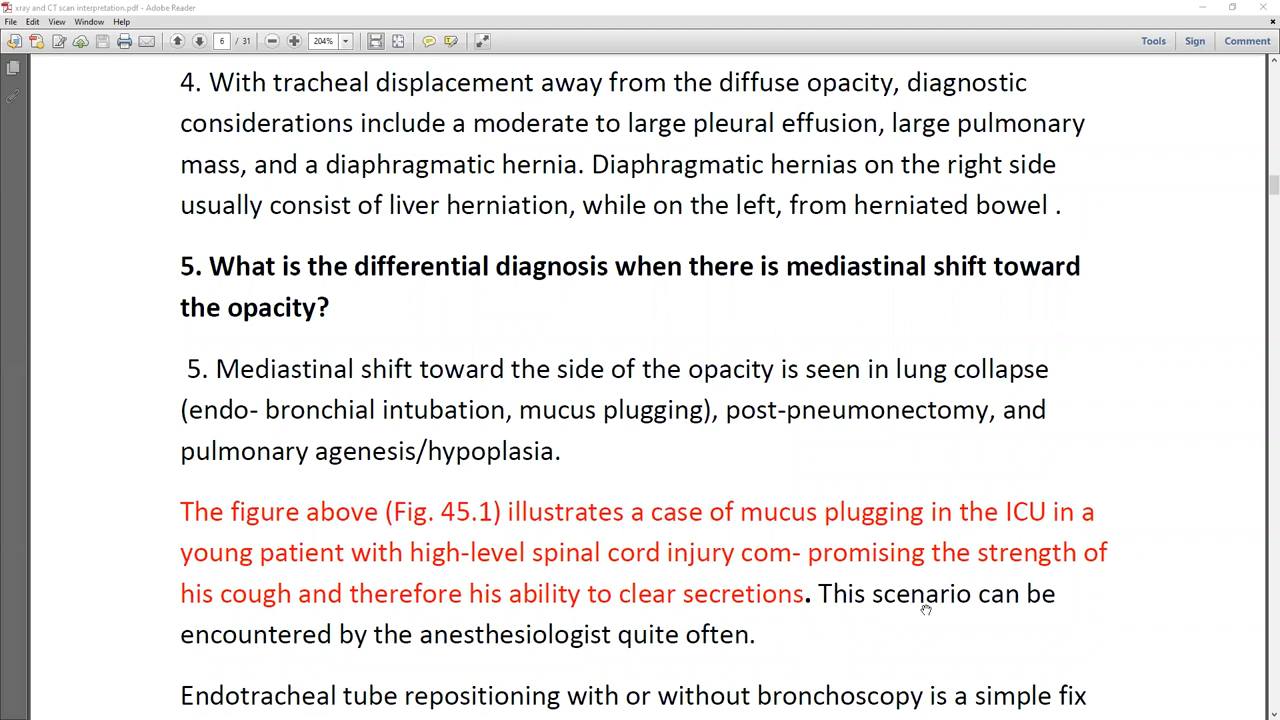 xray and CT scan interpretation.pdf - Adobe Reader
File Edit View Window Help
6 / 31 204% Tools Sign Comment
4. With tracheal displacement away from the diffuse opacity, diagnostic
considerations include a moderate to large pleural effusion, large pulmonary
mass, and a diaphragmatic hernia. Diaphragmatic hernias on the right side
usually consist of liver herniation, while on the left, from herniated bowel .
5. What is the differential diagnosis when there is mediastinal shift toward
the opacity?
5. Mediastinal shift toward the side of the opacity is seen in lung collapse
(endo- bronchial intubation, mucus plugging), post-pneumonectomy, and
pulmonary agenesis/hypoplasia.
The figure above (Fig. 45.1) illustrates a case of mucus plugging in the ICU in a
young patient with high-level spinal cord injury com- promising the strength of
his cough and therefore his ability to clear secretions. This scenario can be
encountered by the anesthesiologist quite often.
Endotracheal tube repositioning with or without bronchoscopy is a simple fix